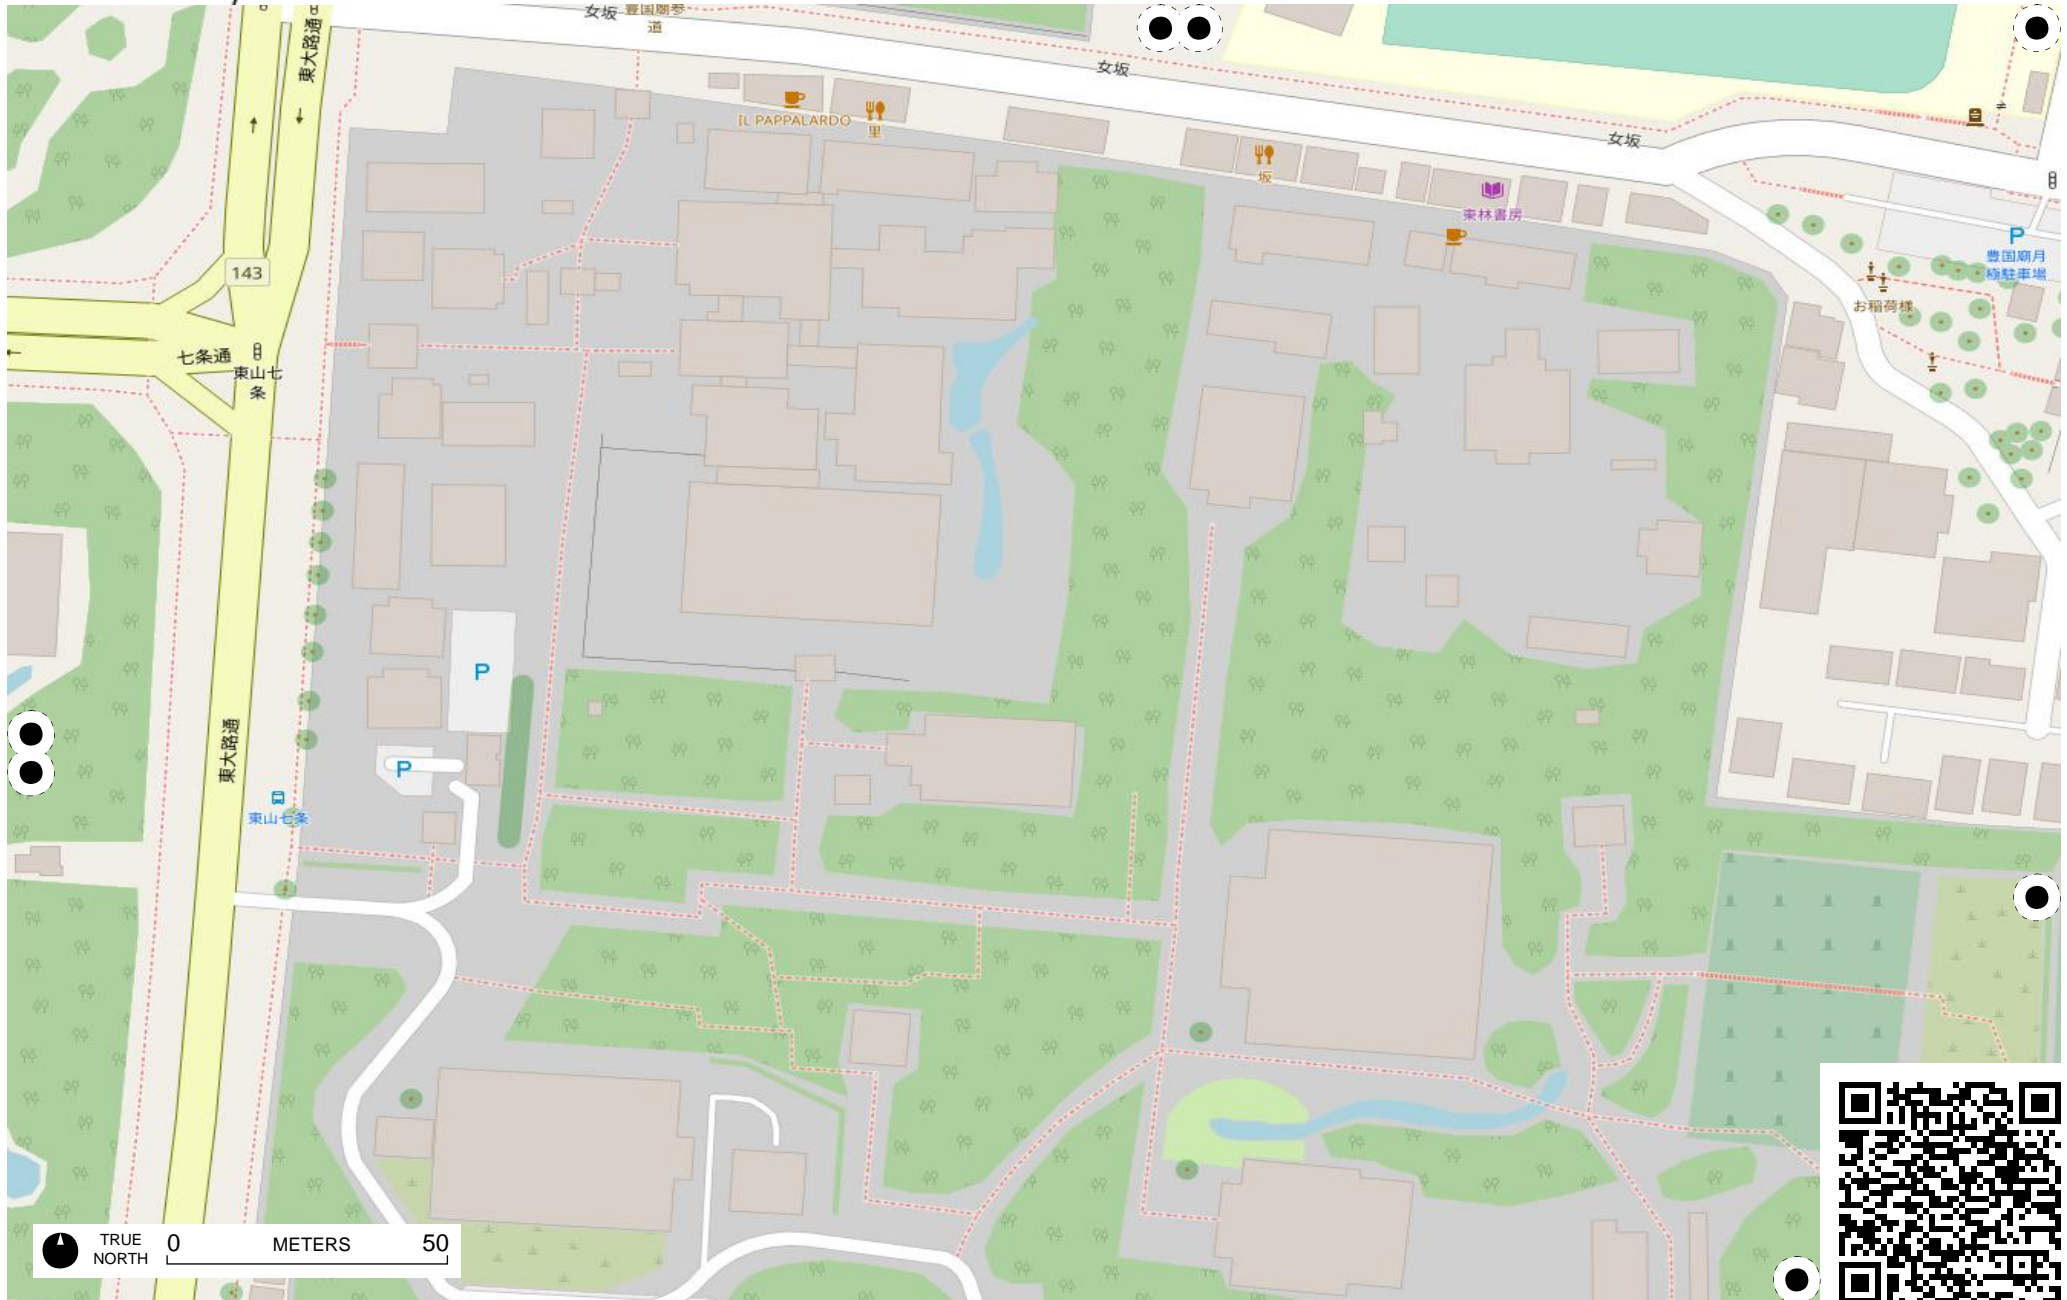 東大路通
女坂
豊国廟参
道
女坂
女坂
IL PAPPALARDO
里
坂
東林書房
P
豊国廟月
極駐車場
お稲荷様
143
七条通
東山七
条
P
P
東大路通
東山七条
TRUE
NORTH
0
METERS
50